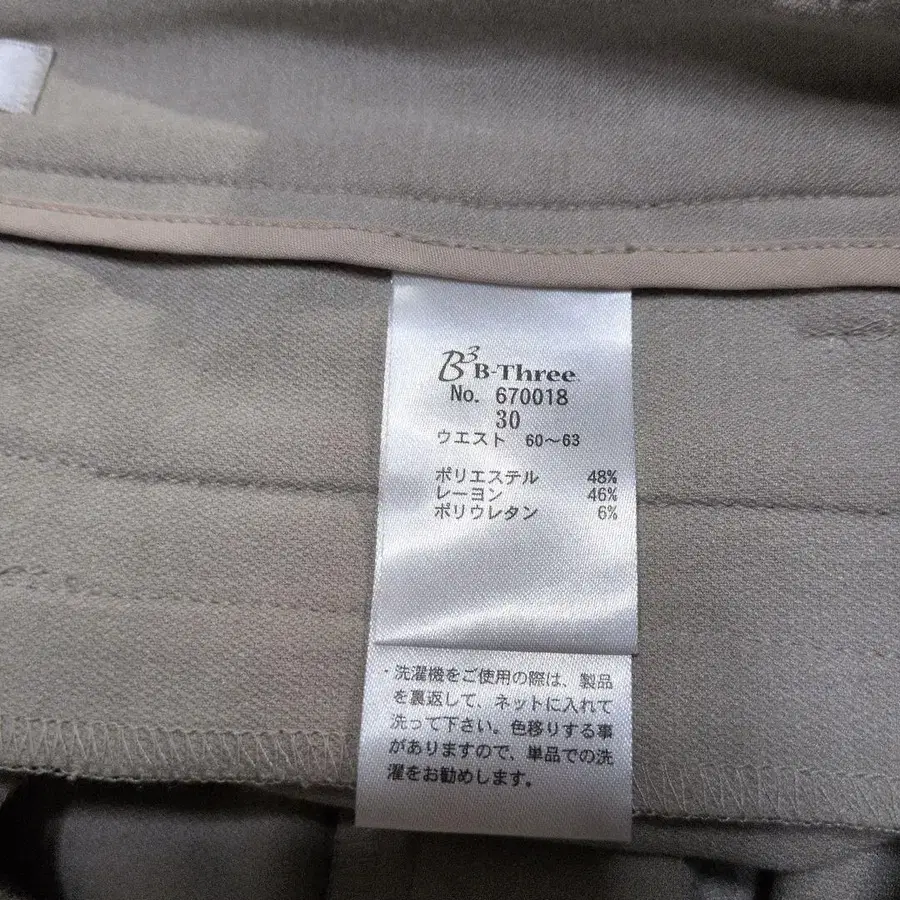 B³ B-Three
No. 670018
30
ウエスト 60～63
ポリエステル 48%
レーヨン 46%
ポリウレタン 6%
・洗濯機をご使用の際は、製品
を裏返して、ネットに入れて
洗って下さい。色移りする事
がありますので、単品での洗
濯をお勧めします。